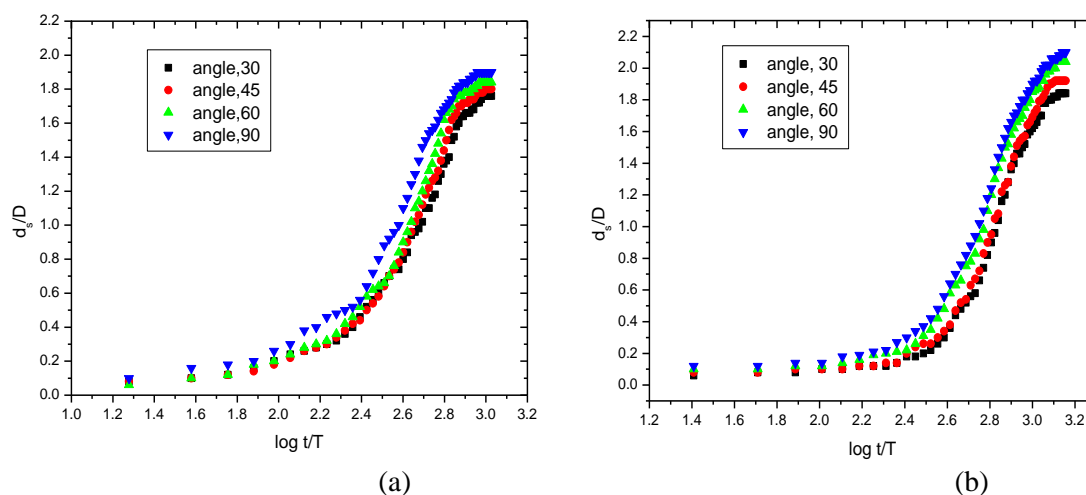 2.2
2.0
1.8
1.6
1.4
1.2
1.0
0.8
0.6
0.4
0.2
0.0
d_s/D
angle,30
angle,45
angle,60
angle,90
1.0 1.2 1.4 1.6 1.8 2.0 2.2 2.4 2.6 2.8 3.0 3.2
log t/T
(a)
2.2
2.0
1.8
1.6
1.4
1.2
1.0
0.8
0.6
0.4
0.2
0.0
d_s/D
angle, 30
angle, 45
angle, 60
angle, 90
1.2 1.4 1.6 1.8 2.0 2.2 2.4 2.6 2.8 3.0 3.2
log t/T
(b)